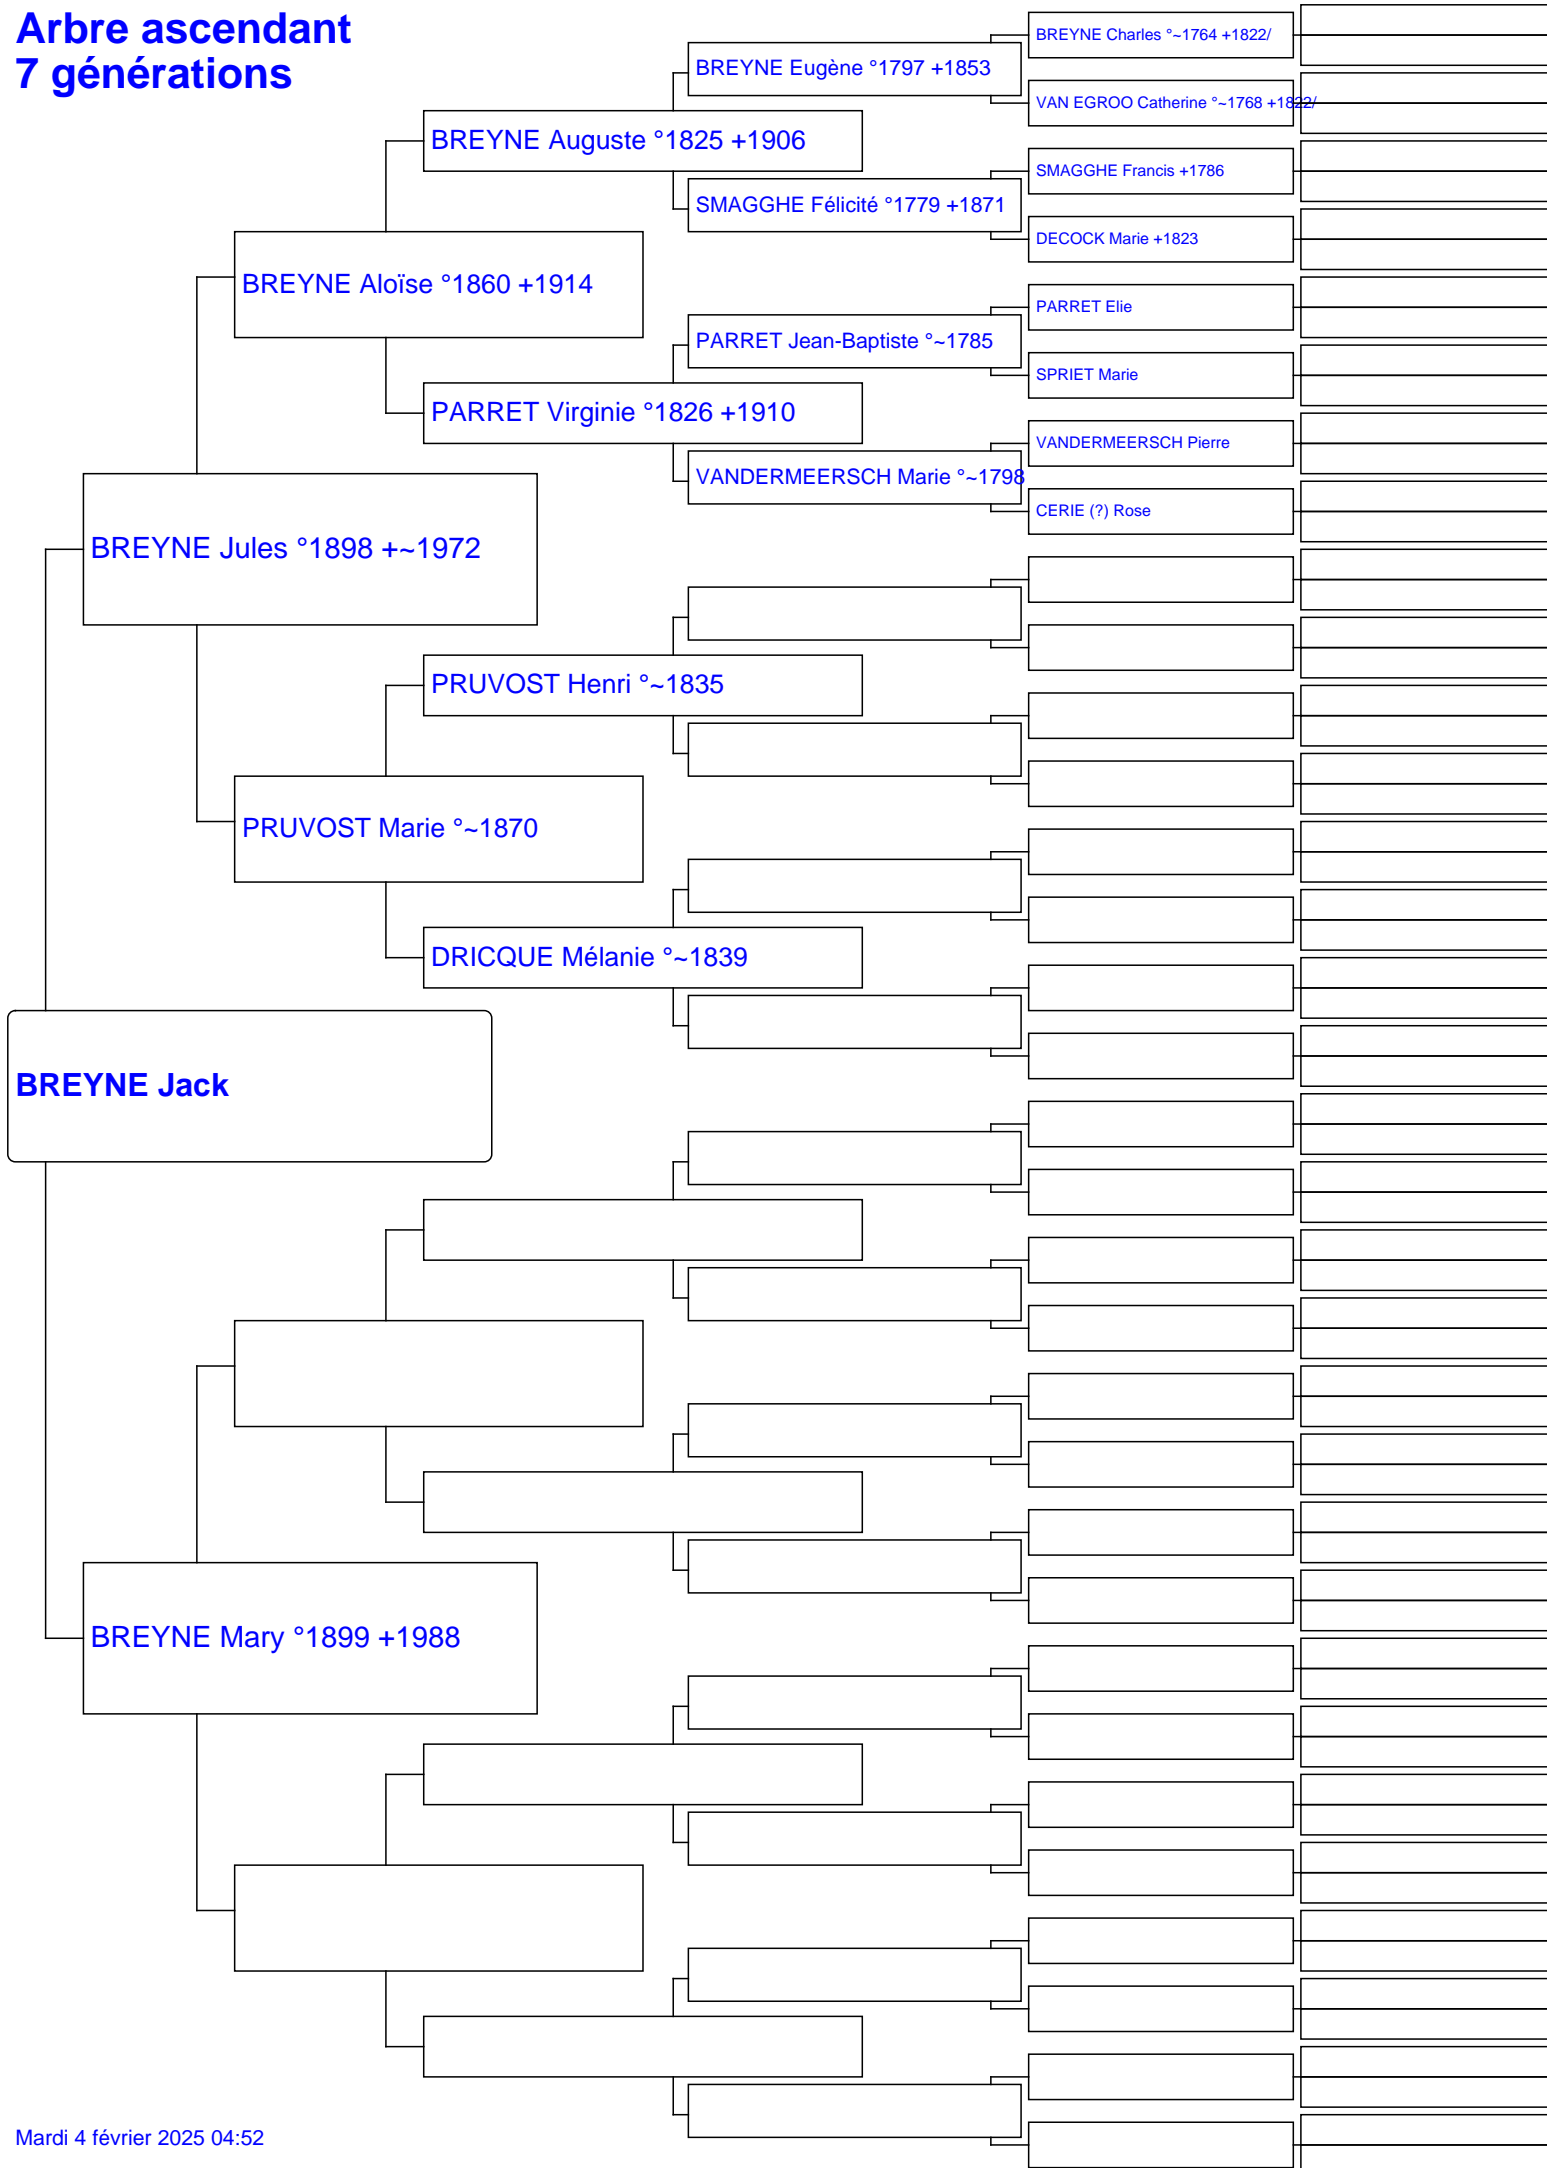 Arbre ascendant
7 générations
BREYNE Charles °~1764 +1822/
BREYNE Eugène °1797 +1853
VAN EGROO Catherine °~1768 +1822/
BREYNE Auguste °1825 +1906
SMAGGHE Francis +1786
SMAGGHE Félicité °1779 +1871
DECOCK Marie +1823
BREYNE Aloïse °1860 +1914
PARRET Elie
PARRET Jean-Baptiste °~1785
SPRIET Marie
PARRET Virginie °1826 +1910
VANDERMEERSCH Pierre
VANDERMEERSCH Marie °~1798
CERIE (?) Rose
BREYNE Jules °1898 +~1972
PRUVOST Henri °~1835
PRUVOST Marie °~1870
DRICQUE Mélanie °~1839
BREYNE Jack
BREYNE Mary °1899 +1988
Mardi 4 février 2025 04:52